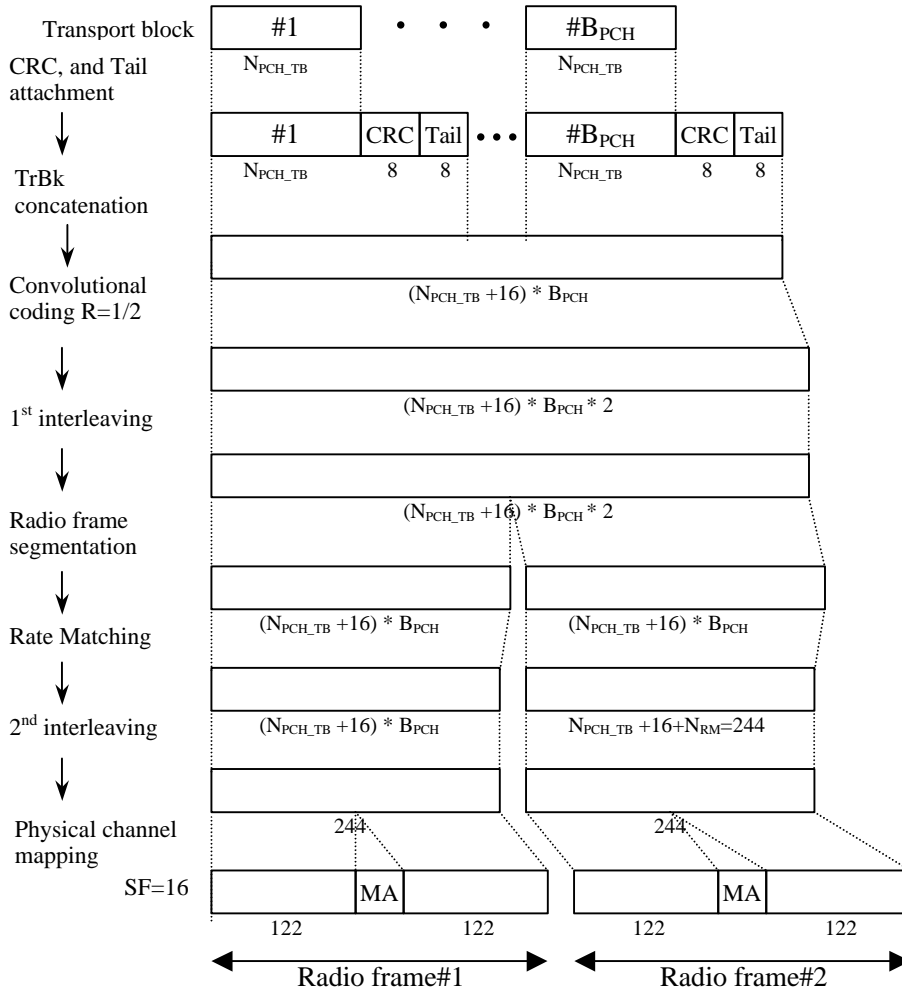 Transport block
#1
• • •
#B_PCH
CRC, and Tail
attachment
N_PCH_TB
N_PCH_TB
#1
CRC
Tail
•••
#B_PCH
CRC
Tail
N_PCH_TB
8
8
N_PCH_TB
8
8
TrBk
concatenation
(N_PCH_TB +16) * B_PCH
Convolutional
coding R=1/2
(N_PCH_TB +16) * B_PCH * 2
1st interleaving
(N_PCH_TB +16) * B_PCH * 2
Radio frame
segmentation
(N_PCH_TB +16) * B_PCH
(N_PCH_TB +16) * B_PCH
Rate Matching
(N_PCH_TB +16) * B_PCH
N_PCH_TB +16+N_RM=244
2nd interleaving
244
244
Physical channel
mapping
SF=16
MA
MA
122
122
122
122
Radio frame#1
Radio frame#2